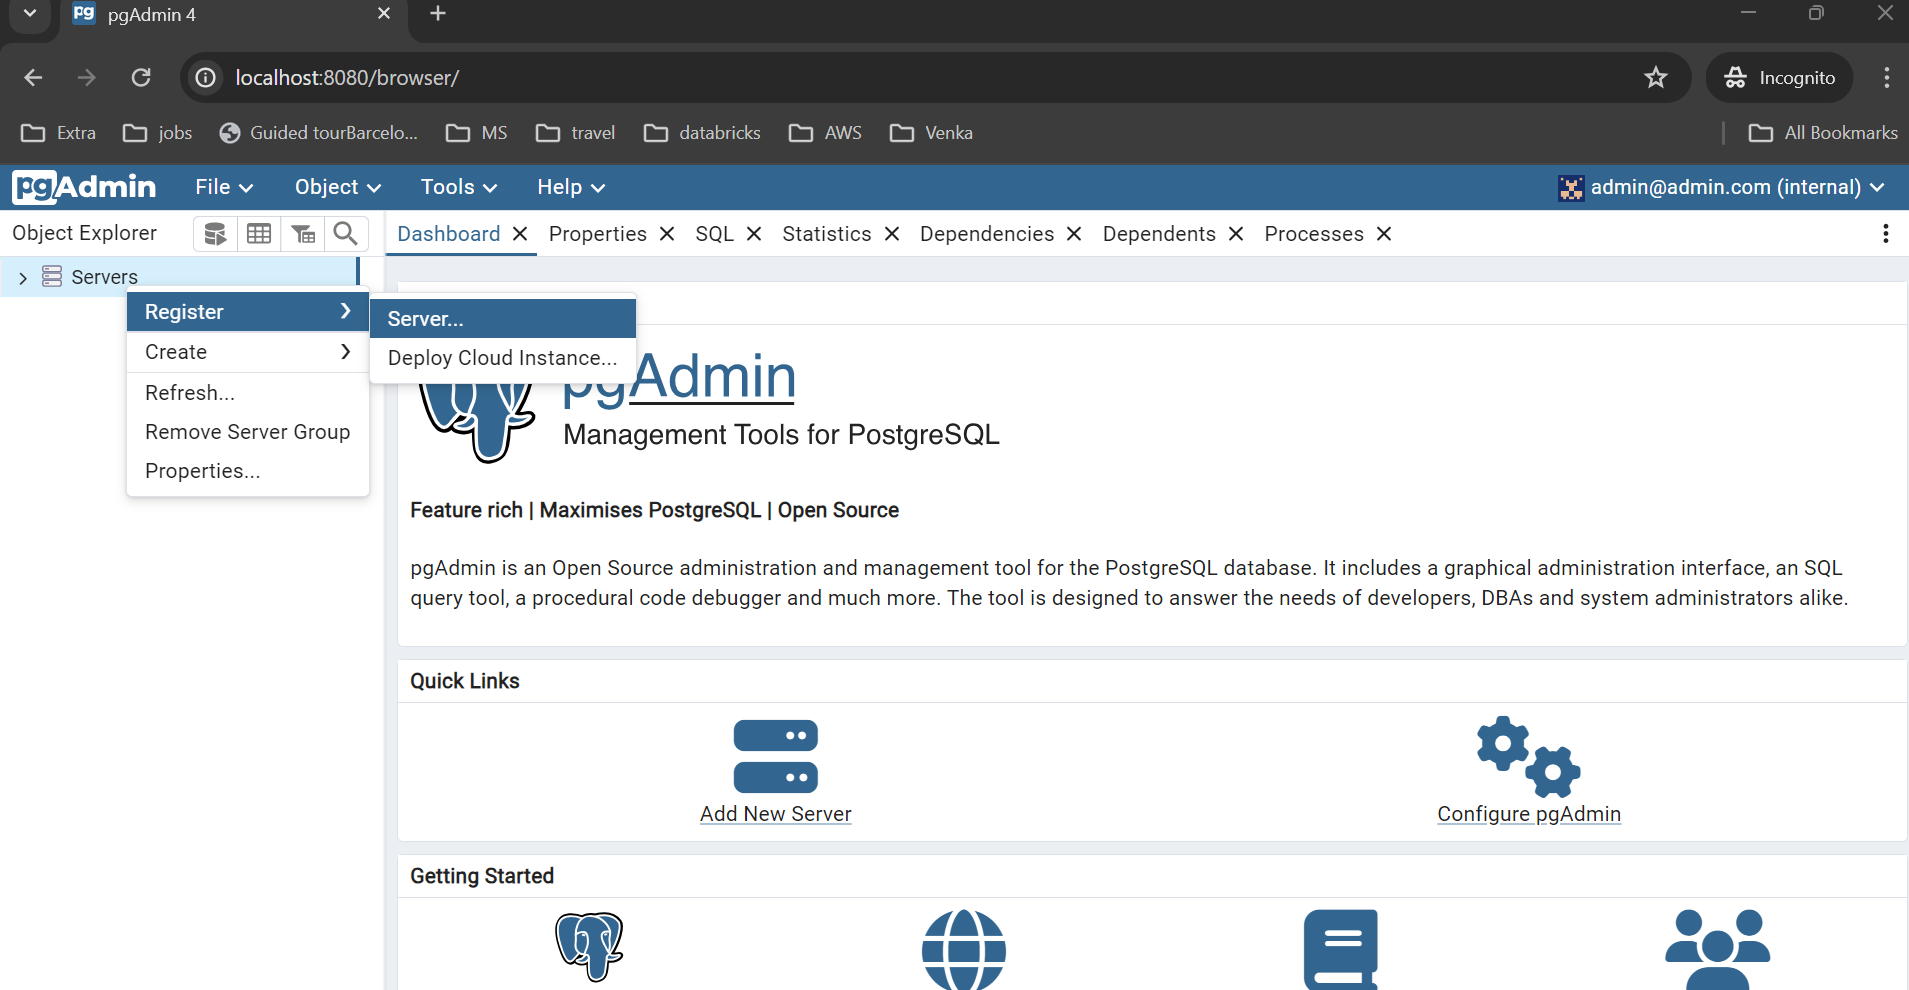 pgAdmin 4
localhost:8080/browser/
Incognito
Extra jobs Guided tourBarcelo... MS travel databricks AWS Venka All Bookmarks
pgAdmin File Object Tools Help admin@admin.com (internal)
Object Explorer Dashboard Properties SQL Statistics Dependencies Dependents Processes
Servers
Register
Server...
Create
Deploy Cloud Instance...
Refresh...
Remove Server Group
Properties...
pgAdmin
Management Tools for PostgreSQL
Feature rich | Maximises PostgreSQL | Open Source
pgAdmin is an Open Source administration and management tool for the PostgreSQL database. It includes a graphical administration interface, an SQL
query tool, a procedural code debugger and much more. The tool is designed to answer the needs of developers, DBAs and system administrators alike.
Quick Links
Add New Server
Configure pgAdmin
Getting Started